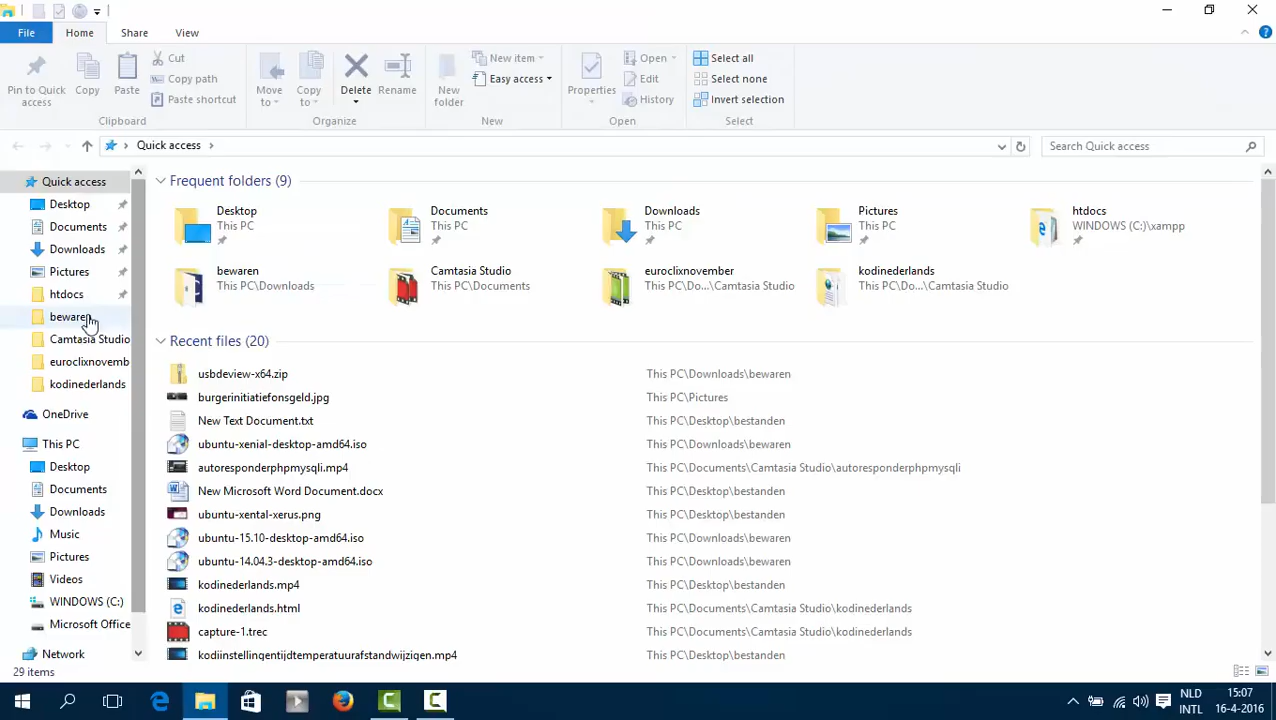 File Home Share View
Pin to Quick access
Copy
Paste
Cut
Copy path
Paste shortcut
Clipboard
Move to
Copy to
Delete
Rename
Organize
New folder
New item
Easy access
New
Properties
Open
Edit
History
Open
Select all
Select none
Invert selection
Select
Quick access
Search Quick access
Quick access
Desktop
Documents
Downloads
Pictures
htdocs
bewaren
Camtasia Studio
euroclixnovemb
kodinederlands
OneDrive
This PC
Desktop
Documents
Downloads
Music
Pictures
Videos
WINDOWS (C:)
Microsoft Office
Network
Frequent folders (9)
Desktop
This PC
Documents
This PC
Downloads
This PC
Pictures
This PC
htdocs
WINDOWS (C:)\xampp
bewaren
This PC\Downloads
Camtasia Studio
This PC\Documents
euroclixnovember
This PC\Do...\Camtasia Studio
kodinederlands
This PC\Do...\Camtasia Studio
Recent files (20)
usbdeview-x64.zip This PC\Downloads\bewaren
burgerinitiatiefonsgeld.jpg This PC\Pictures
New Text Document.txt This PC\Desktop\bestanden
ubuntu-xenial-desktop-amd64.iso This PC\Downloads\bewaren
autoresponderphpmysqli.mp4 This PC\Documents\Camtasia Studio\autoresponderphpmysqli
New Microsoft Word Document.docx This PC\Desktop\bestanden
ubuntu-xental-xerus.png This PC\Desktop\bestanden
ubuntu-15.10-desktop-amd64.iso This PC\Downloads\bewaren
ubuntu-14.04.3-desktop-amd64.iso This PC\Downloads\bewaren
kodinederlands.mp4 This PC\Desktop\bestanden
kodinederlands.html This PC\Documents\Camtasia Studio\kodinederlands
capture-1.trec This PC\Documents\Camtasia Studio\kodinederlands
kodiinstellingentijdtemperatuurafstandwijzigen.mp4 This PC\Desktop\bestanden
29 items
NLD 15:07
INTL 16-4-2016